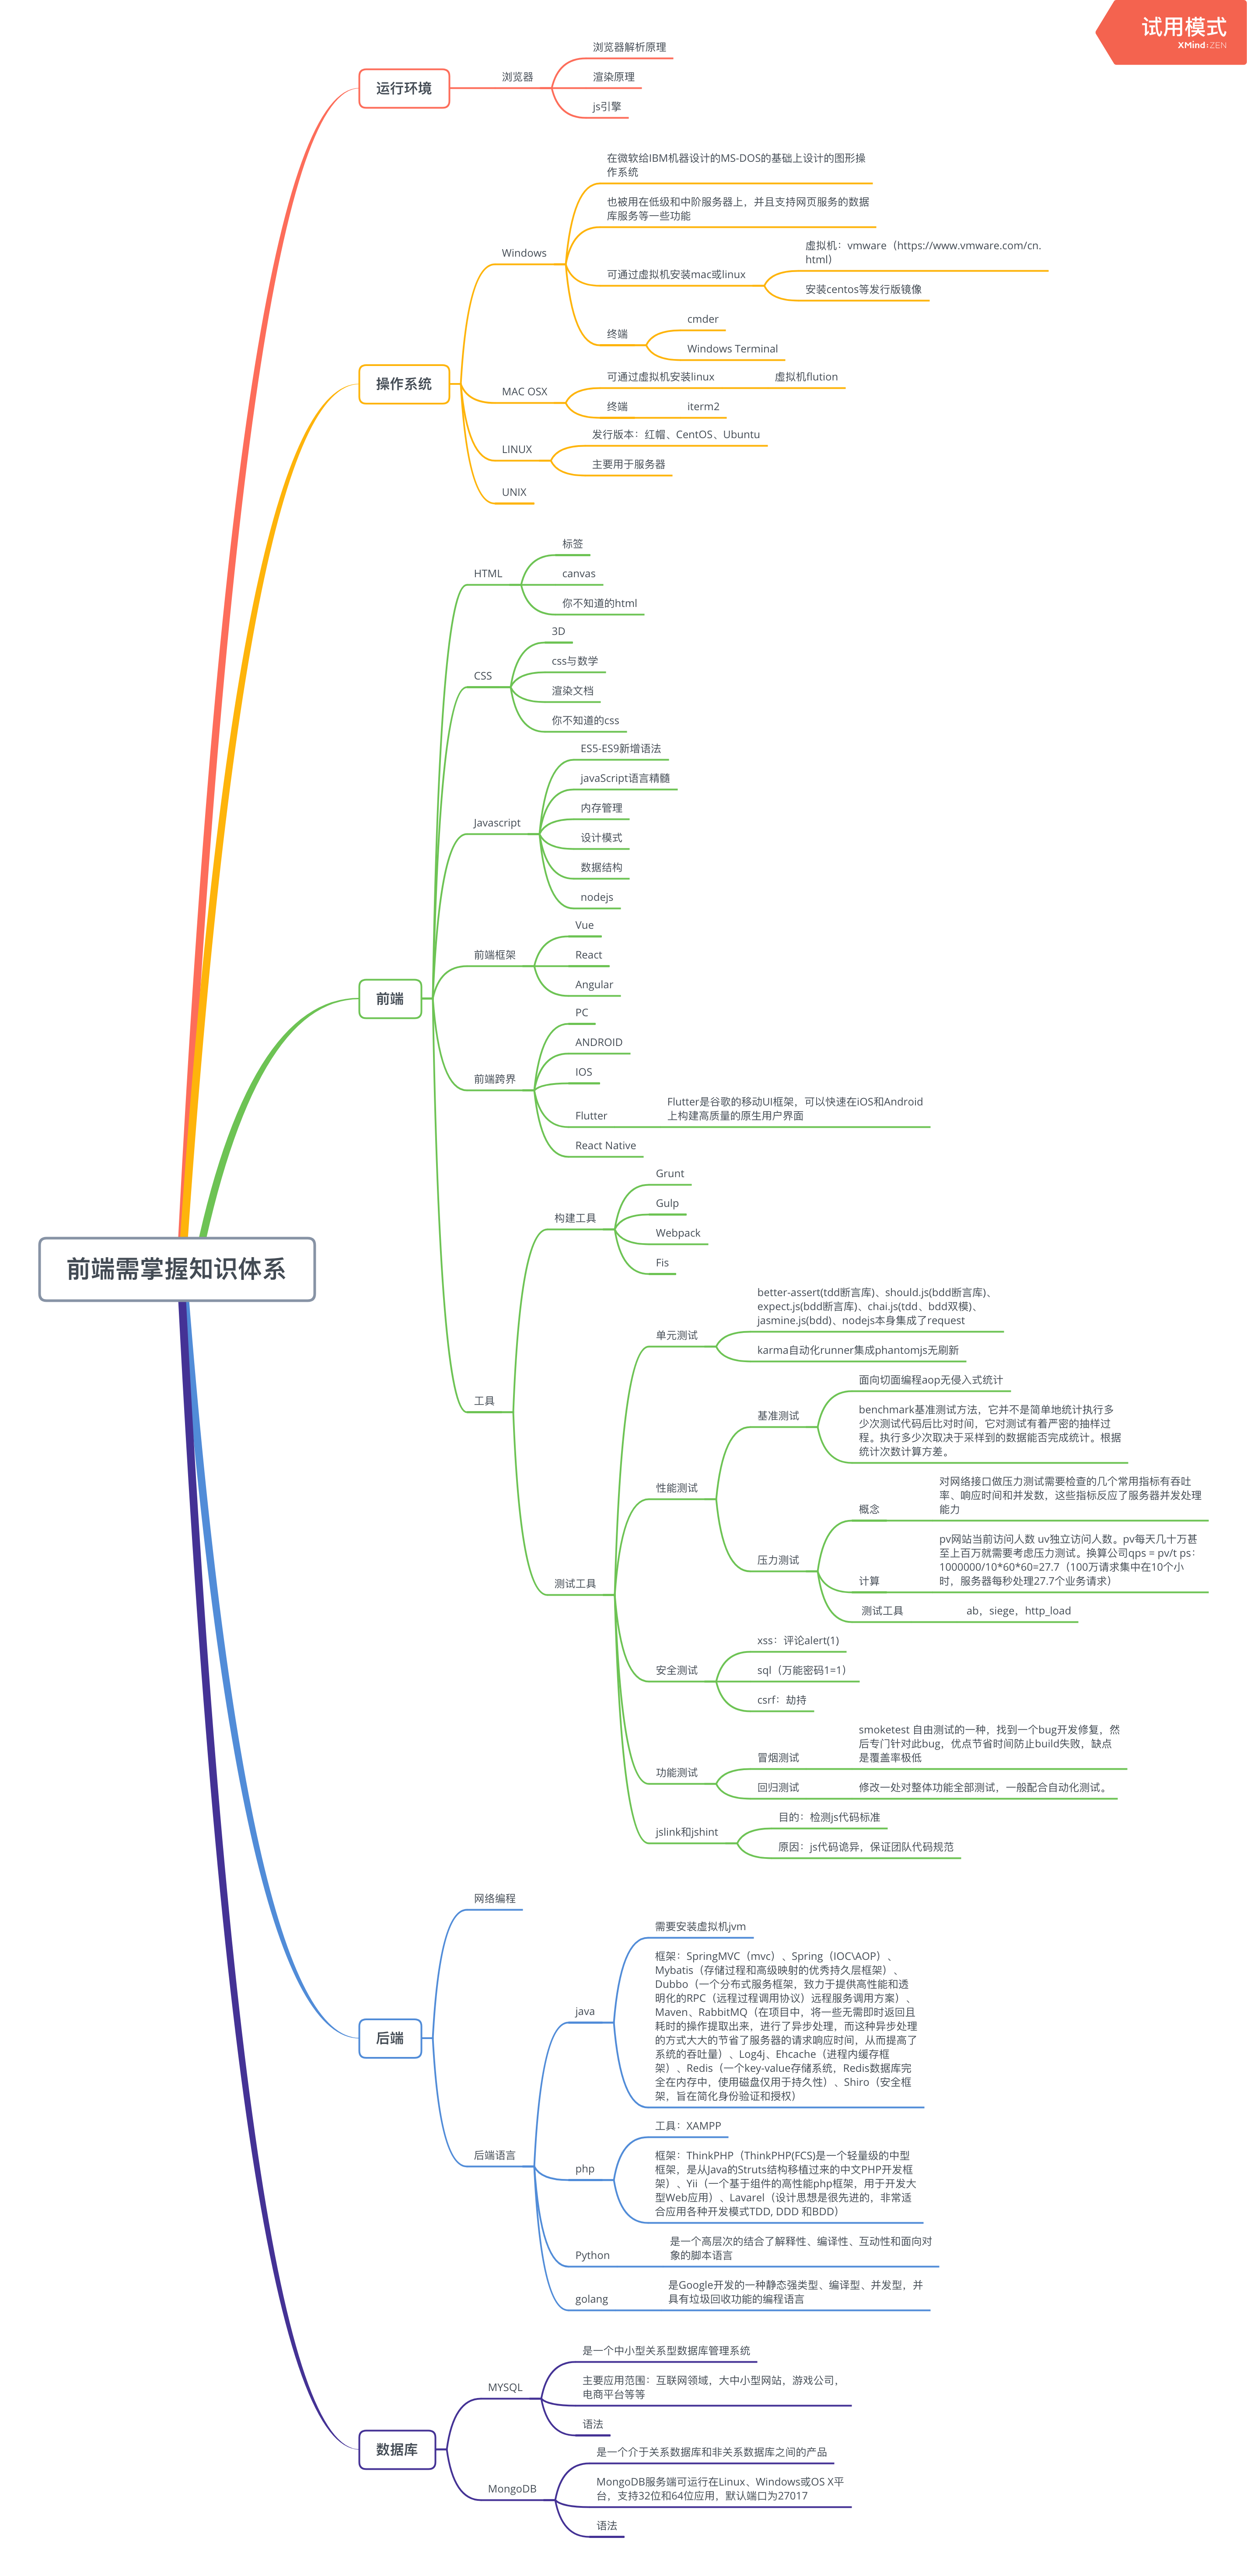 试用模式
XMind:ZEN
前端需掌握知识体系
运行环境
浏览器
浏览器解析原理
渲染原理
js引擎
操作系统
Windows
在微软给IBM机器设计的MS-DOS的基础上设计的图形操
作系统
也被用在低级和中阶服务器上，并且支持网页服务的数据
库服务等一些功能
可通过虚拟机安装mac或linux
虚拟机：vmware（https://www.vmware.com/cn.
html）
安装centos等发行版镜像
终端
cmder
Windows Terminal
MAC OSX
可通过虚拟机安装linux
虚拟机flution
终端
iterm2
LINUX
发行版本：红帽、CentOS、Ubuntu
主要用于服务器
UNIX
前端
HTML
标签
canvas
你不知道的html
CSS
3D
css与数学
渲染文档
你不知道的css
Javascript
ES5-ES9新增语法
javaScript语言精髓
内存管理
设计模式
数据结构
nodejs
前端框架
Vue
React
Angular
前端跨界
PC
ANDROID
IOS
Flutter
Flutter是谷歌的移动UI框架，可以快速在iOS和Android
上构建高质量的原生用户界面
React Native
工具
构建工具
Grunt
Gulp
Webpack
Fis
测试工具
单元测试
better-assert(tdd断言库)、should.js(bdd断言库)、
expect.js(bdd断言库)、chai.js(tdd、bdd双模)、
jasmine.js(bdd)、nodejs本身集成了request
karma自动化runner集成phantomjs无刷新
性能测试
基准测试
面向切面编程aop无侵入式统计
benchmark基准测试方法，它并不是简单地统计执行多
少次测试代码后比对时间，它对测试有着严密的抽样过
程。执行多少次取决于采样到的数据能否完成统计。根据
统计次数计算方差。
压力测试
概念
对网络接口做压力测试需要检查的几个常用指标有吞吐
率、响应时间和并发数，这些指标反应了服务器并发处理
能力
计算
pv网站当前访问人数 uv独立访问人数。pv每天几十万甚
至上百万就需要考虑压力测试。换算公司qps = pv/t ps：
1000000/10*60*60=27.7（100万请求集中在10个小
时，服务器每秒处理27.7个业务请求）
测试工具
ab，siege，http_load
安全测试
xss：评论alert(1)
sql（万能密码1=1）
csrf：劫持
功能测试
冒烟测试
smoketest 自由测试的一种，找到一个bug开发修复，然
后专门针对此bug，优点节省时间防止build失败，缺点
是覆盖率极低
回归测试
修改一处对整体功能全部测试，一般配合自动化测试。
jslink和jshint
目的：检测js代码标准
原因：js代码诡异，保证团队代码规范
后端
网络编程
后端语言
java
需要安装虚拟机jvm
框架：SpringMVC（mvc）、Spring（IOC\AOP）、
Mybatis（存储过程和高级映射的优秀持久层框架）、
Dubbo（一个分布式服务框架，致力于提供高性能和透
明化的RPC（远程过程调用协议）远程服务调用方案）、
Maven、RabbitMQ（在项目中，将一些无需即时返回且
耗时的操作提取出来，进行了异步处理，而这种异步处理
的方式大大的节省了服务器的请求响应时间，从而提高了
系统的吞吐量）、Log4j、Ehcache（进程内缓存框
架）、Redis（一个key-value存储系统，Redis数据库完
全在内存中，使用磁盘仅用于持久性）、Shiro（安全框
架，旨在简化身份验证和授权）
php
工具：XAMPP
框架：ThinkPHP（ThinkPHP(FCS)是一个轻量级的中型
框架，是从Java的Struts结构移植过来的中文PHP开发框
架）、Yii（一个基于组件的高性能php框架，用于开发大
型Web应用）、Lavarel（设计思想是很先进的，非常适
合应用各种开发模式TDD, DDD 和BDD）
Python
是一个高层次的结合了解释性、编译性、互动性和面向对
象的脚本语言
golang
是Google开发的一种静态强类型、编译型、并发型，并
具有垃圾回收功能的编程语言
数据库
MYSQL
是一个中小型关系型数据库管理系统
主要应用范围：互联网领域，大中小型网站，游戏公司，
电商平台等等
语法
MongoDB
是一个介于关系数据库和非关系数据库之间的产品
MongoDB服务端可运行在Linux、Windows或OS X平
台，支持32位和64位应用，默认端口为27017
语法